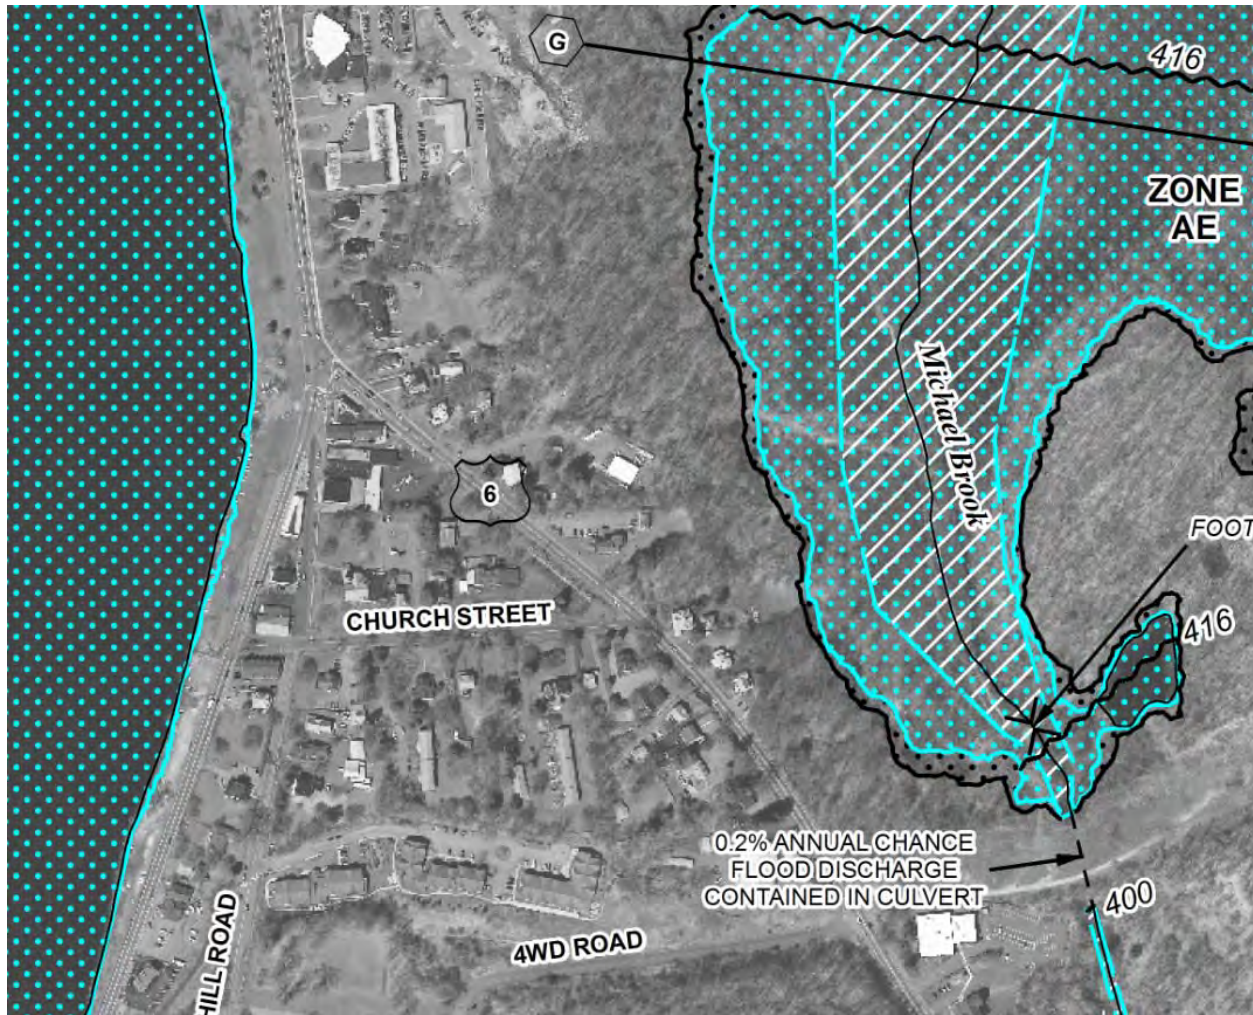 G
416
ZONE
AE
Michael Brook
6
FOOT
CHURCH STREET
416
0.2% ANNUAL CHANCE
FLOOD DISCHARGE
CONTAINED IN CULVERT
400
HILL ROAD
4WD ROAD